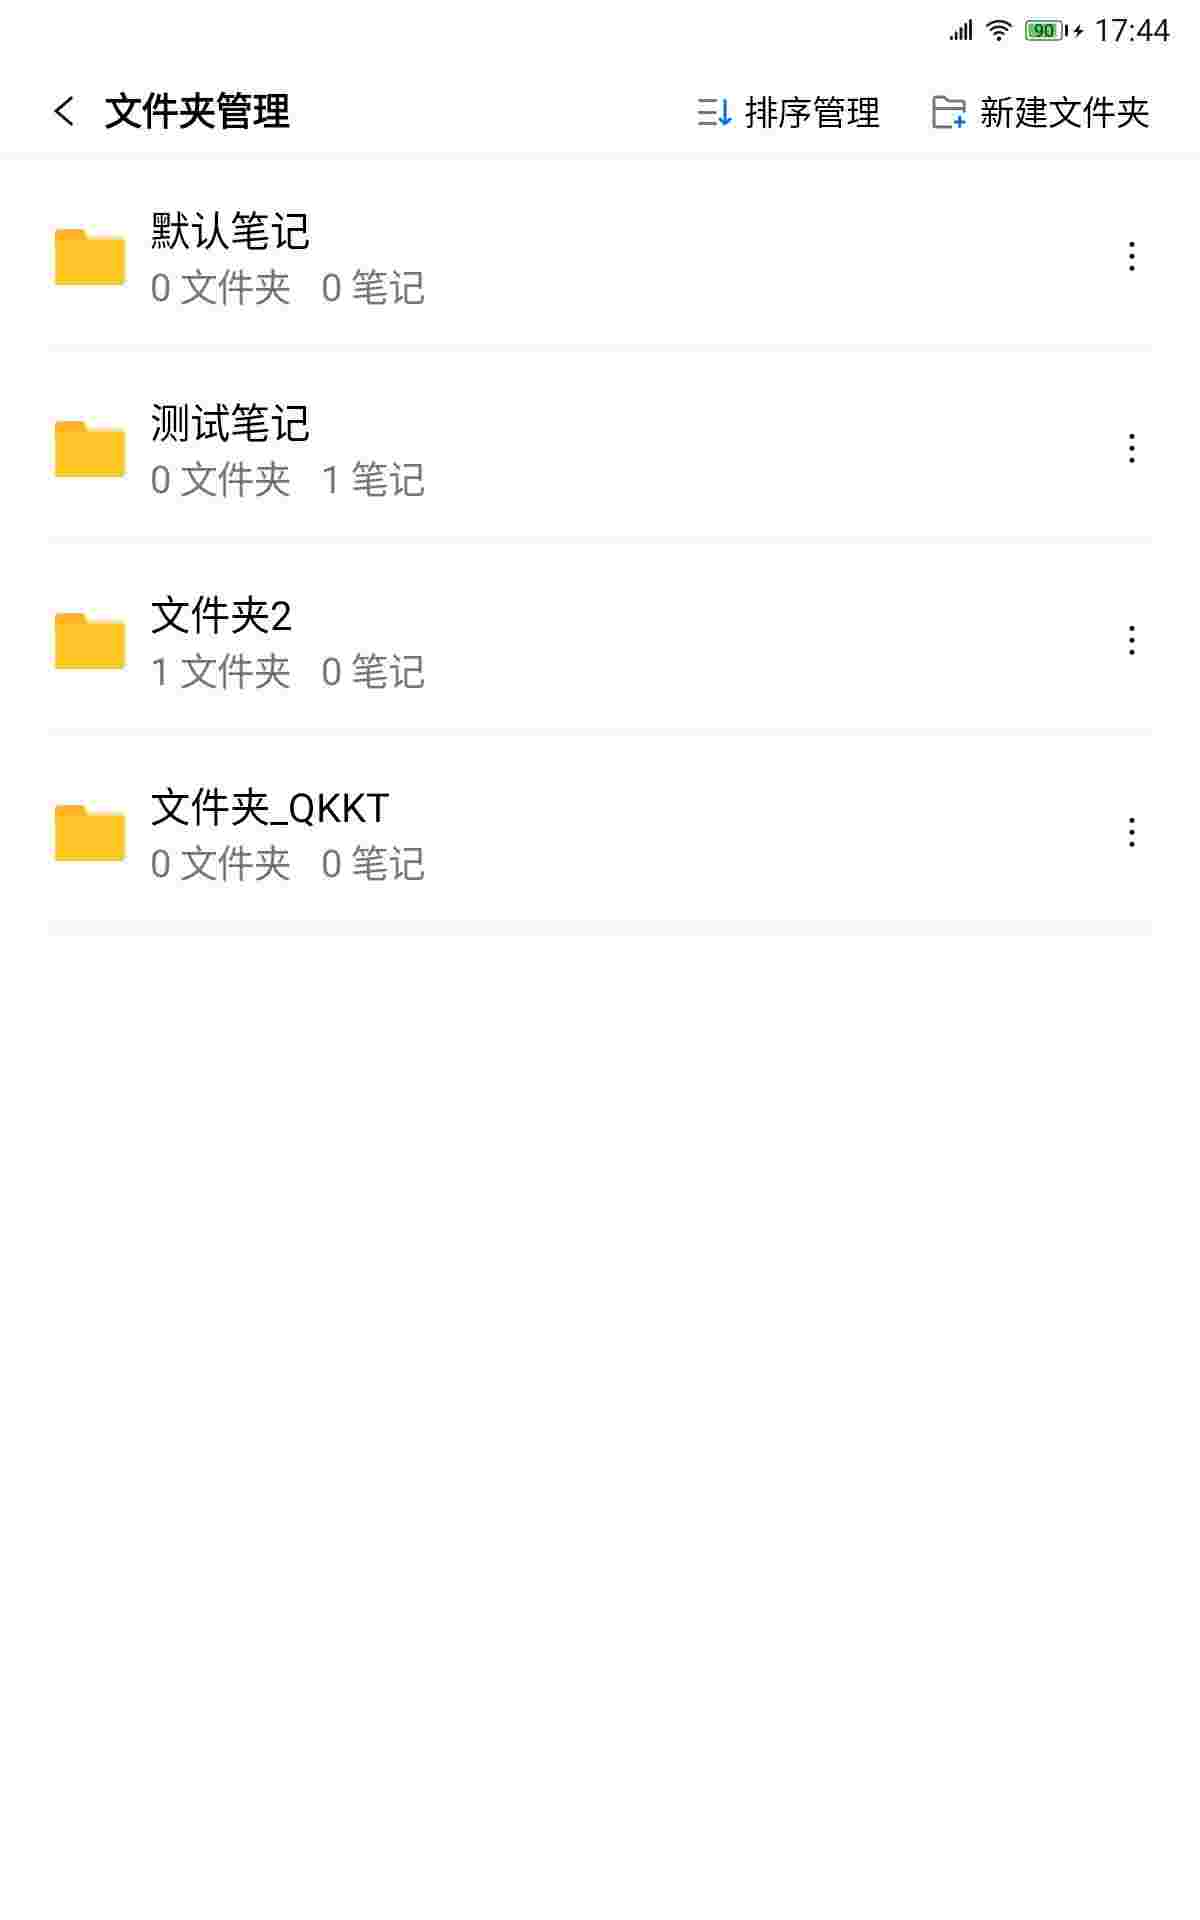 90 17:44
文件夹管理 排序管理 新建文件夹
默认笔记
0 文件夹 0 笔记
测试笔记
0 文件夹 1 笔记
文件夹2
1 文件夹 0 笔记
文件夹_QKKT
0 文件夹 0 笔记